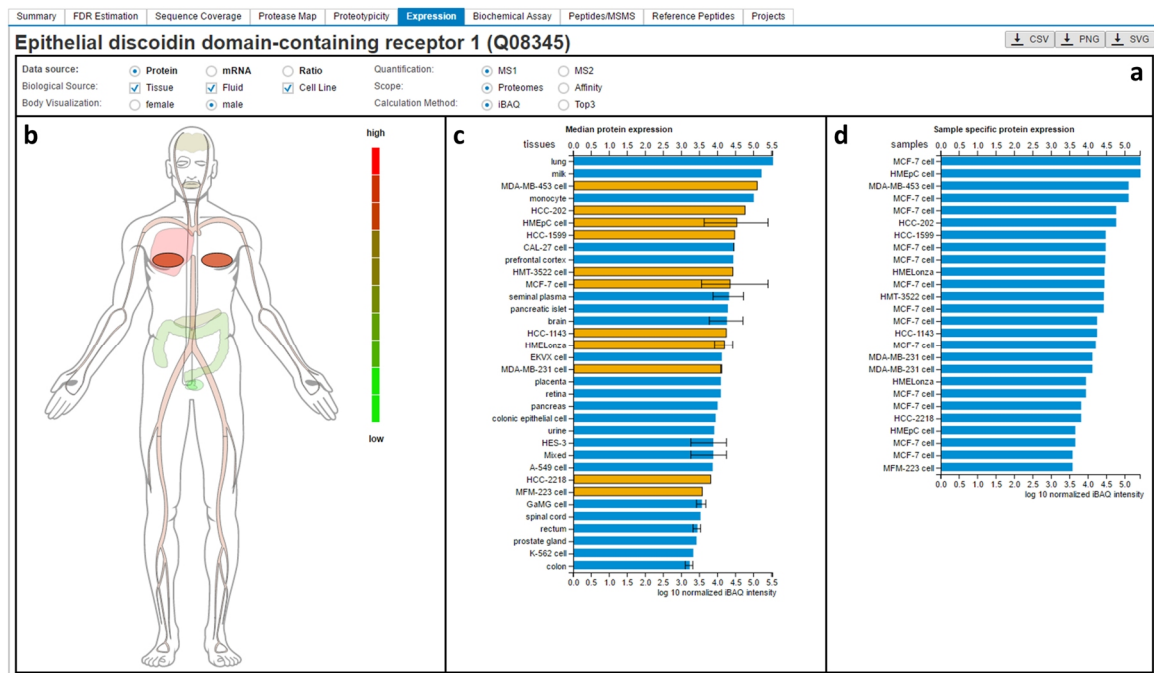 Summary FDR Estimation Sequence Coverage Protease Map Proteotypicity Expression Biochemical Assay Peptides/MSMS Reference Peptides Projects
Epithelial discoidin domain-containing receptor 1 (Q08345)
CSV PNG SVG
Data source: Protein mRNA Ratio Quantification: MS1 MS2
a
Biological Source: Tissue Fluid Cell Line Scope: Proteomes Affinity
Body Visualization: female male Calculation Method: iBAQ Top3
b
high
low
c
Median protein expression
tissues
0.0 0.5 1.0 1.5 2.0 2.5 3.0 3.5 4.0 4.5 5.0 5.5
lung
milk
MDA-MB-453 cell
monocyte
HCC-202
HMEpC cell
HCC-1599
CAL-27 cell
prefrontal cortex
HMT-3522 cell
MCF-7 cell
seminal plasma
pancreatic islet
brain
HCC-1143
HMELonza
EKVX cell
MDA-MB-231 cell
placenta
retina
pancreas
colonic epithelial cell
urine
HES-3
Mixed
A-549 cell
HCC-2218
MFM-223 cell
GaMG cell
spinal cord
rectum
prostate gland
K-562 cell
colon
0.0 0.5 1.0 1.5 2.0 2.5 3.0 3.5 4.0 4.5 5.0 5.5
log 10 normalized iBAQ intensity
d
Sample specific protein expression
samples
0.0 0.5 1.0 1.5 2.0 2.5 3.0 3.5 4.0 4.5 5.0
MCF-7 cell
HMEpC cell
MDA-MB-453 cell
MCF-7 cell
MCF-7 cell
HCC-202
HCC-1599
MCF-7 cell
MCF-7 cell
HMELonza
MCF-7 cell
HMT-3522 cell
MCF-7 cell
MCF-7 cell
HCC-1143
MCF-7 cell
MDA-MB-231 cell
MDA-MB-231 cell
HMELonza
MCF-7 cell
MCF-7 cell
HCC-2218
HMEpC cell
MCF-7 cell
MCF-7 cell
MFM-223 cell
0.0 0.5 1.0 1.5 2.0 2.5 3.0 3.5 4.0 4.5 5.0
log 10 normalized iBAQ intensity